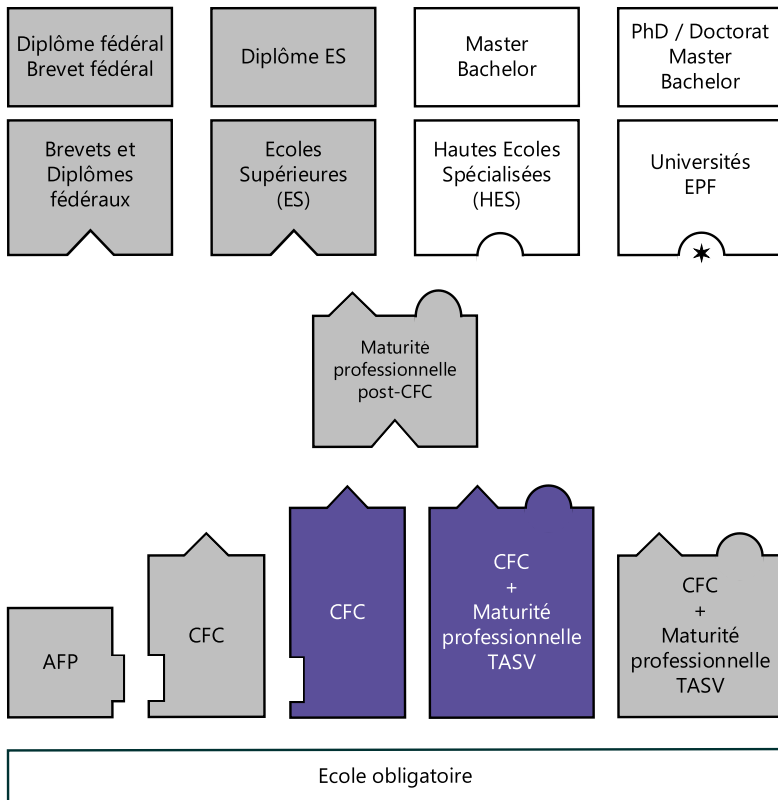 Diplôme fédéral
Brevet fédéral
Diplôme ES
Master
Bachelor
PhD / Doctorat
Master
Bachelor
Brevets et
Diplômes
fédéraux
Ecoles
Supérieures
(ES)
Hautes Ecoles
Spécialisées
(HES)
Universités
EPF
Maturité
professionnelle
post-CFC
AFP
CFC
CFC
CFC
+
Maturité
professionnelle
TASV
CFC
+
Maturité
professionnelle
TASV
Ecole obligatoire